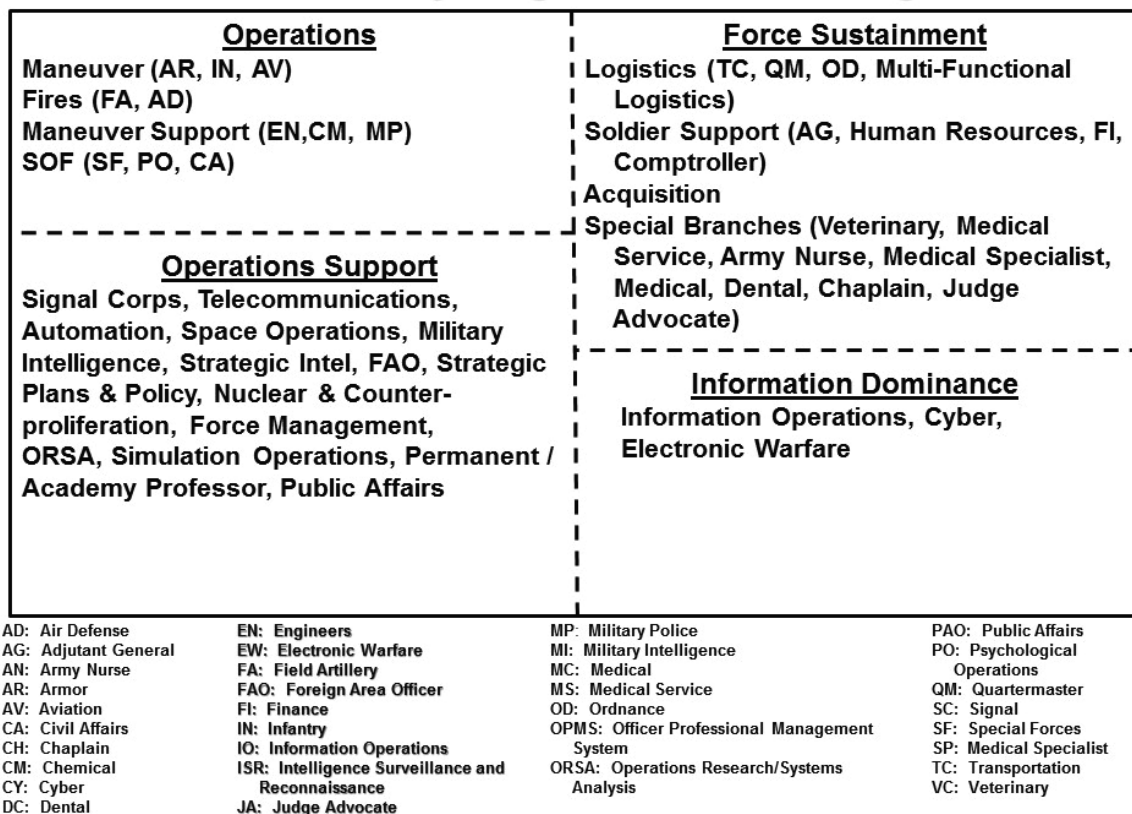 Operations
Maneuver (AR, IN, AV)
Fires (FA, AD)
Maneuver Support (EN,CM, MP)
SOF (SF, PO, CA)
Operations Support
Signal Corps, Telecommunications,
Automation, Space Operations, Military
Intelligence, Strategic Intel, FAO, Strategic
Plans & Policy, Nuclear & Counter-
proliferation, Force Management,
ORSA, Simulation Operations, Permanent /
Academy Professor, Public Affairs
Force Sustainment
Logistics (TC, QM, OD, Multi-Functional
Logistics)
Soldier Support (AG, Human Resources, FI,
Comptroller)
Acquisition
Special Branches (Veterinary, Medical
Service, Army Nurse, Medical Specialist,
Medical, Dental, Chaplain, Judge
Advocate)
Information Dominance
Information Operations, Cyber,
Electronic Warfare
AD: Air Defense
AG: Adjutant General
AN: Army Nurse
AR: Armor
AV: Aviation
CA: Civil Affairs
CH: Chaplain
CM: Chemical
CY: Cyber
DC: Dental
EN: Engineers
EW: Electronic Warfare
FA: Field Artillery
FAO: Foreign Area Officer
FI: Finance
IN: Infantry
IO: Information Operations
ISR: Intelligence Surveillance and
Reconnaissance
JA: Judge Advocate
MP: Military Police
MI: Military Intelligence
MC: Medical
MS: Medical Service
OD: Ordnance
OPMS: Officer Professional Management
System
ORSA: Operations Research/Systems
Analysis
PAO: Public Affairs
PO: Psychological
Operations
QM: Quartermaster
SC: Signal
SF: Special Forces
SP: Medical Specialist
TC: Transportation
VC: Veterinary